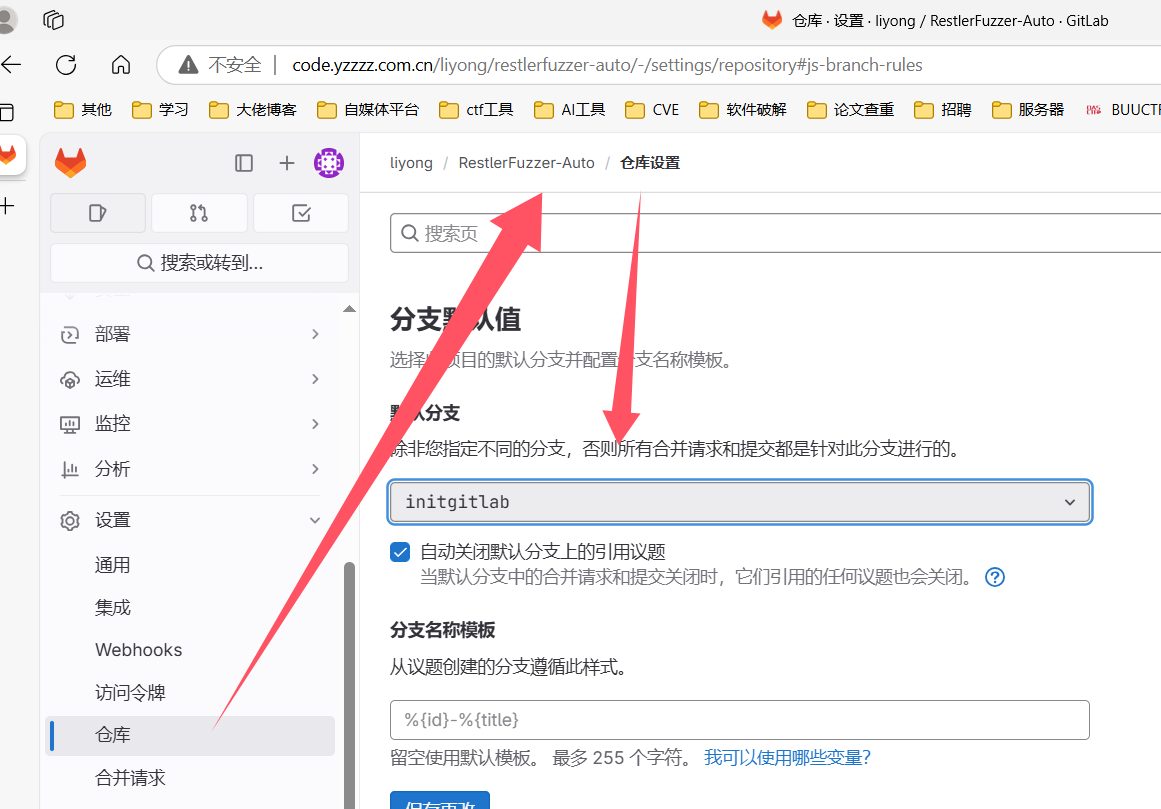 仓库 · 设置 · liyong / RestlerFuzzer-Auto · GitLab
不安全 code.yzzzz.com.cn/liyong/restlerfuzzer-auto/-/settings/repository#js-branch-rules
其他 学习 大佬博客 自媒体平台 ctf工具 AI工具 CVE 软件破解 论文查重 招聘 服务器 BUUCTF
liyong / RestlerFuzzer-Auto / 仓库设置
搜索页
搜索或转到...
部署
运维
监控
分析
设置
通用
集成
Webhooks
访问令牌
仓库
合并请求
分支默认值
选择此项目的默认分支并配置分支名称模板。
默认分支
除非您指定不同的分支，否则所有合并请求和提交都是针对此分支进行的。
initgitlab
自动关闭默认分支上的引用议题
当默认分支中的合并请求和提交关闭时，它们引用的任何议题也会关闭。
分支名称模板
从议题创建的分支遵循此样式。
%{id}-%{title}
留空使用默认模板。 最多 255 个字符。 我可以使用哪些变量?
保存更改